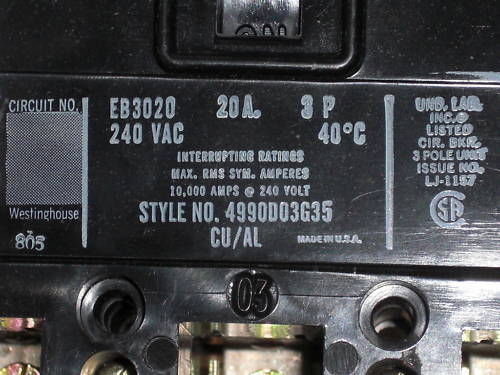 ON
CIRCUIT NO.
Westinghouse
805
EB3020 20A. 3 P
240 VAC 40°C
INTERRUPTING RATINGS
MAX. RMS SYM. AMPERES
10,000 AMPS @ 240 VOLT
STYLE NO. 4990D03G35
CU/AL MADE IN U.S.A.
UND. LAB.
INC.®
LISTED
CIR. BKR.
3 POLE UNIT
ISSUE NO.
LJ-1157
SA
03